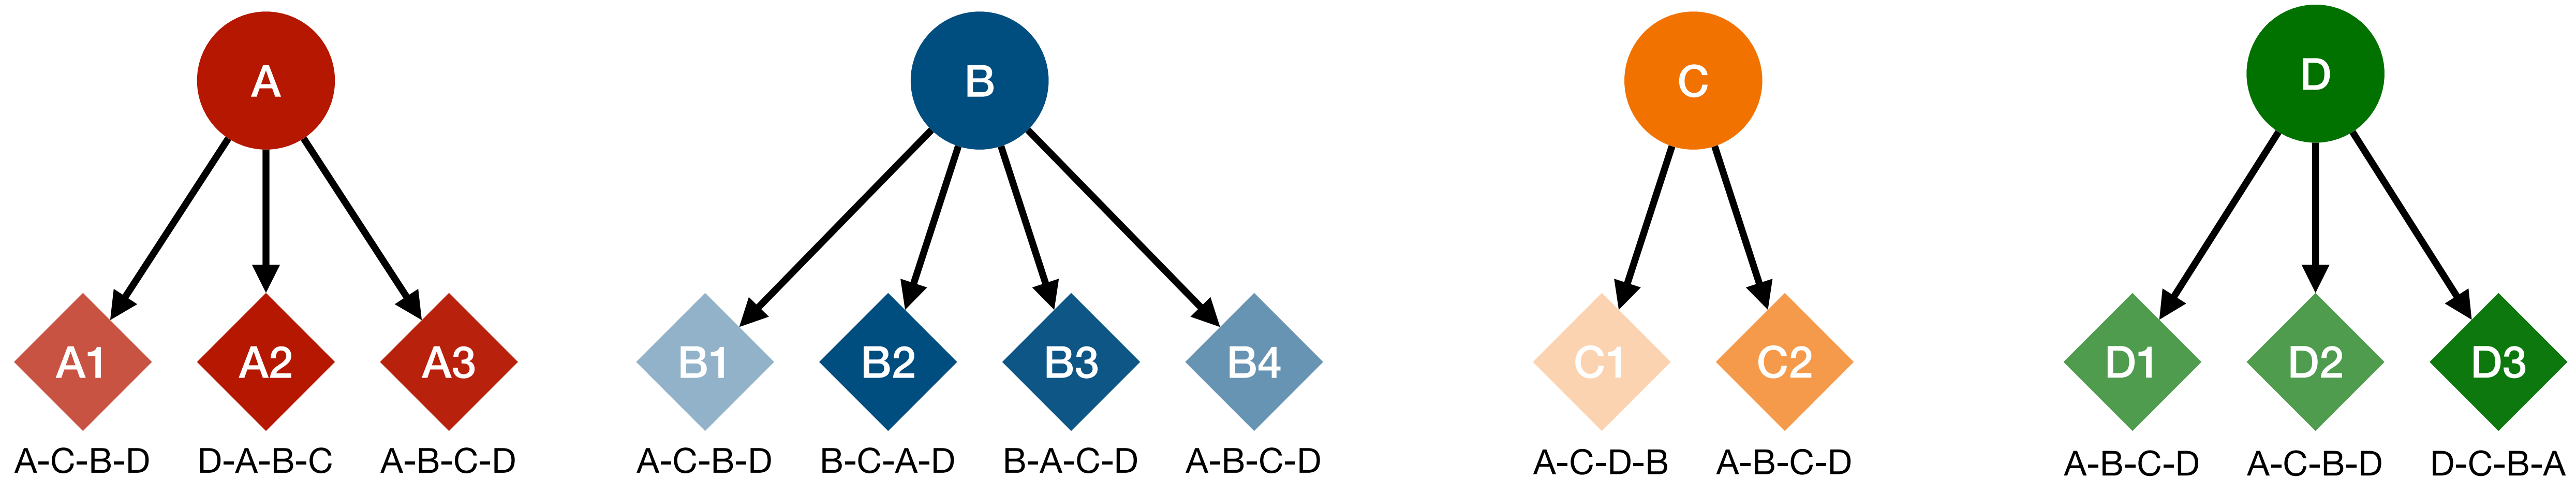 A
B
C
D
A1
A2
A3
B1
B2
B3
B4
C1
C2
D1
D2
D3
A-C-B-D
D-A-B-C
A-B-C-D
A-C-B-D
B-C-A-D
B-A-C-D
A-B-C-D
A-C-D-B
A-B-C-D
A-B-C-D
A-C-B-D
D-C-B-A